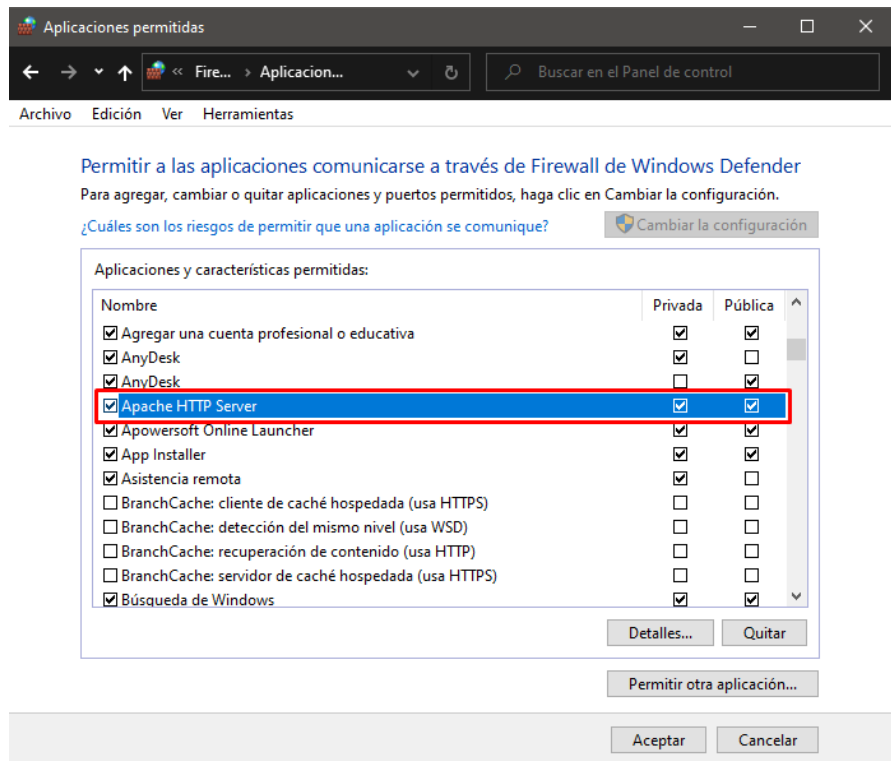 Aplicaciones permitidas
« Fire... › Aplicacion... Buscar en el Panel de control
Archivo Edición Ver Herramientas
Permitir a las aplicaciones comunicarse a través de Firewall de Windows Defender
Para agregar, cambiar o quitar aplicaciones y puertos permitidos, haga clic en Cambiar la configuración.
¿Cuáles son los riesgos de permitir que una aplicación se comunique? Cambiar la configuración
Aplicaciones y características permitidas:
Nombre Privada Pública
Agregar una cuenta profesional o educativa
AnyDesk
AnyDesk
Apache HTTP Server
Apowersoft Online Launcher
App Installer
Asistencia remota
BranchCache: cliente de caché hospedada (usa HTTPS)
BranchCache: detección del mismo nivel (usa WSD)
BranchCache: recuperación de contenido (usa HTTP)
BranchCache: servidor de caché hospedada (usa HTTPS)
Búsqueda de Windows
Detalles... Quitar
Permitir otra aplicación...
Aceptar Cancelar